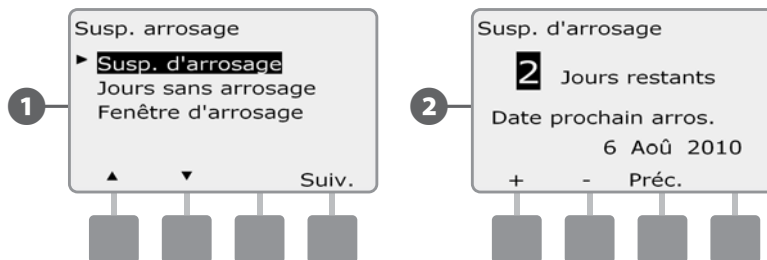 1
Susp. arrosage
► Susp. d'arrosage
Jours sans arrosage
Fenêtre d'arrosage
▲ ▼ Suiv.
2
Susp. d'arrosage
2 Jours restants
Date prochain arros.
6 Aoû 2010
+ - Préc.